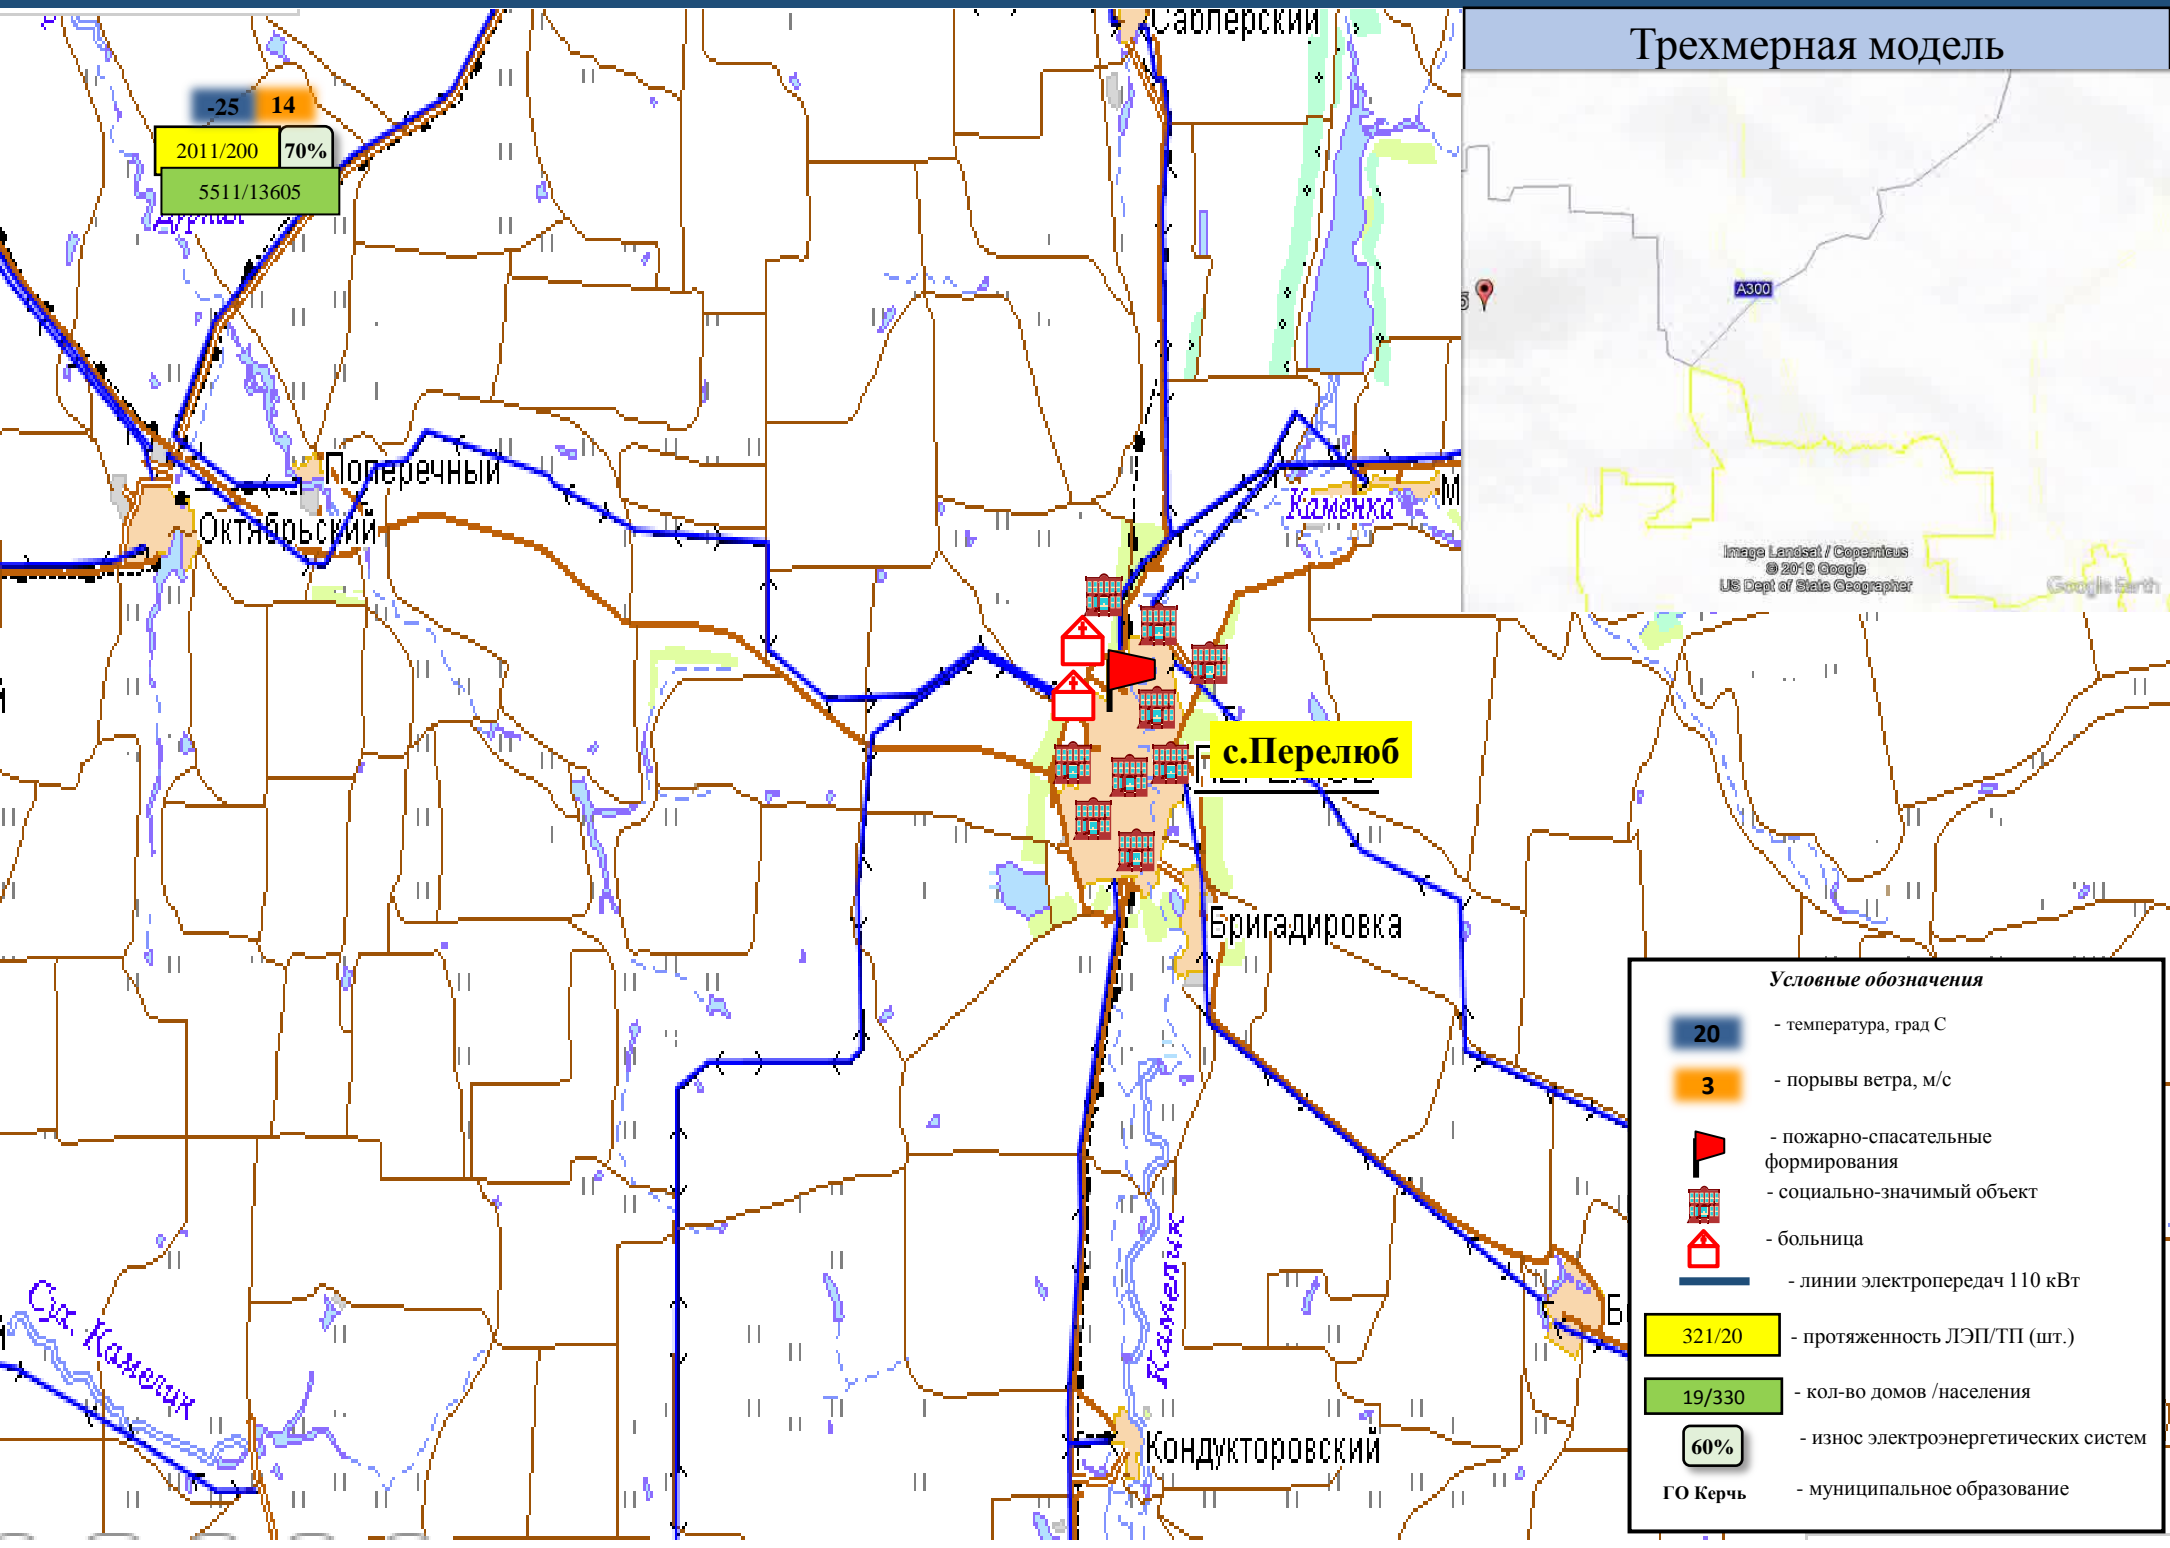 Саблерский
Трехмерная модель
-25 14
2011/200 70%
5511/13605
A300
Поперечный
Октябрьский
Каменка
М
Image Landsat / Copernicus
© 2019 Google
US Dept of State Geographer
Google Earth
с.Перелюб
Бригадировка
Условные обозначения
20 - температура, град С
3 - порывы ветра, м/с
- пожарно-спасательные
формирования
- социально-значимый объект
- больница
- линии электропередач 110 кВт
321/20 - протяженность ЛЭП/ТП (шт.)
19/330 - кол-во домов /населения
60% - износ электроэнергетических систем
ГО Керчь - муниципальное образование
Камелик
Сух. Камелик
Кондукторовский